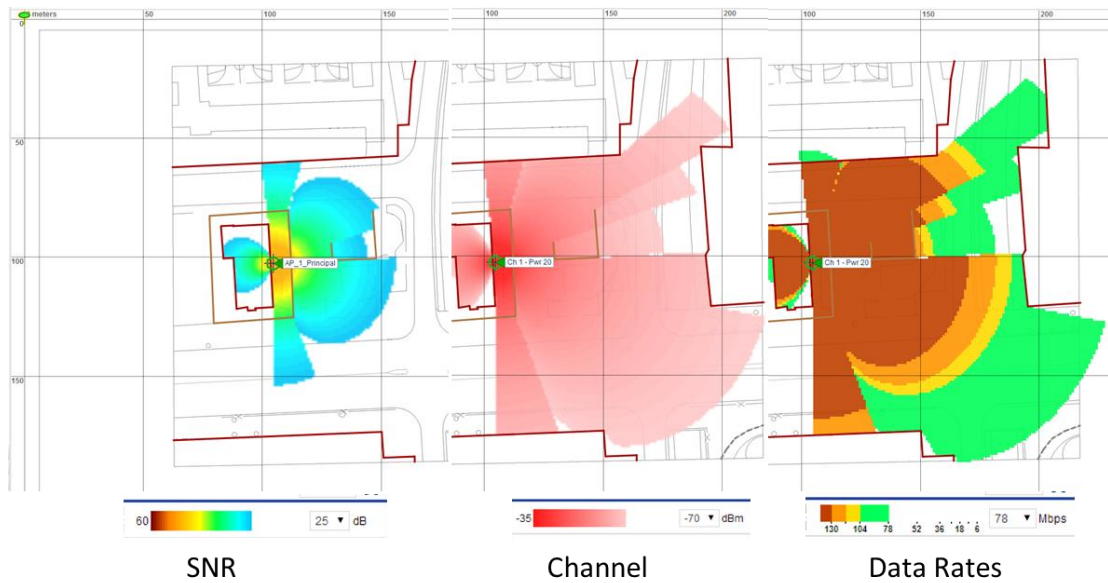 meters 50 100
0
50
100
150
AP_1_Principal
100 150 200
Ch 1 - Pwr 20
100 150 200
Ch 1 - Pwr 20
60 25 dB
-35 -70 dBm
130 104 78 52 36 18 6 78 Mbps
SNR Channel Data Rates